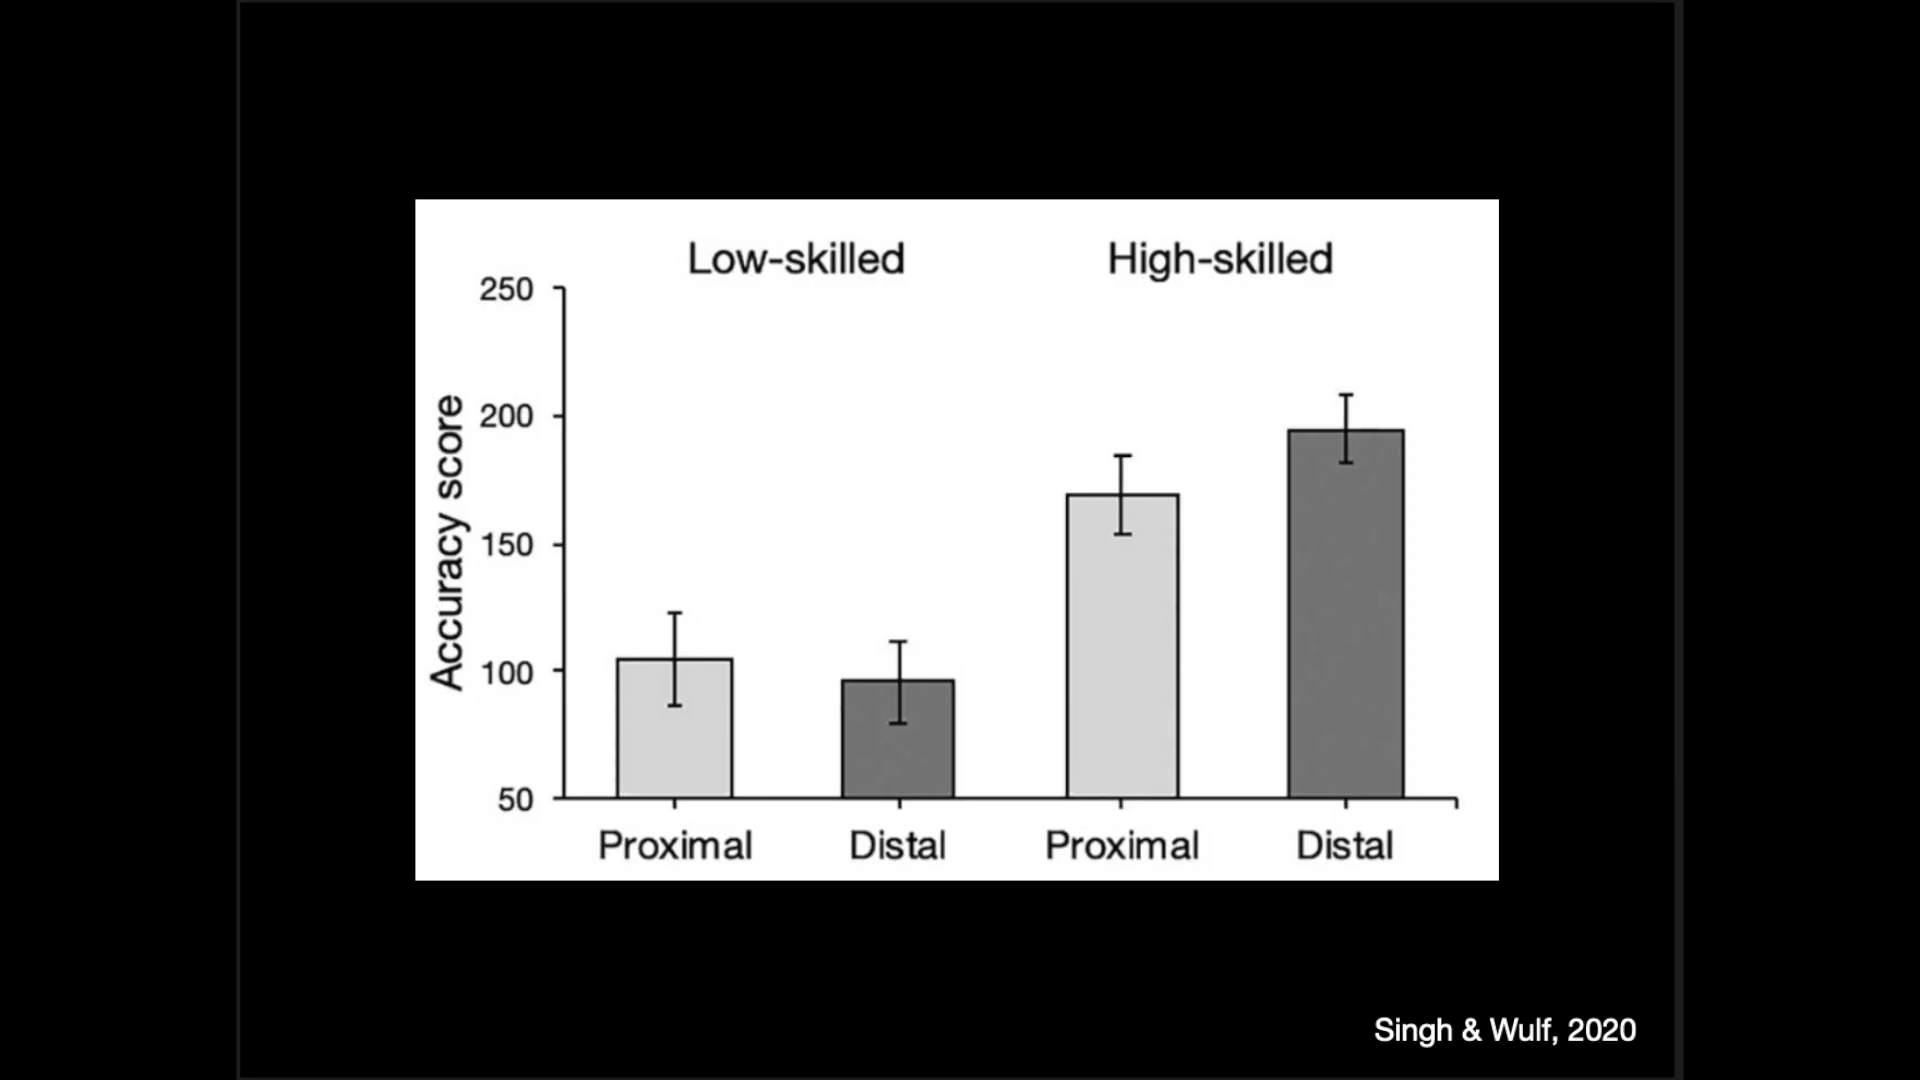 Low-skilled High-skilled
250
200
150
100
50
Accuracy score
Proximal Distal Proximal Distal
Singh & Wulf, 2020